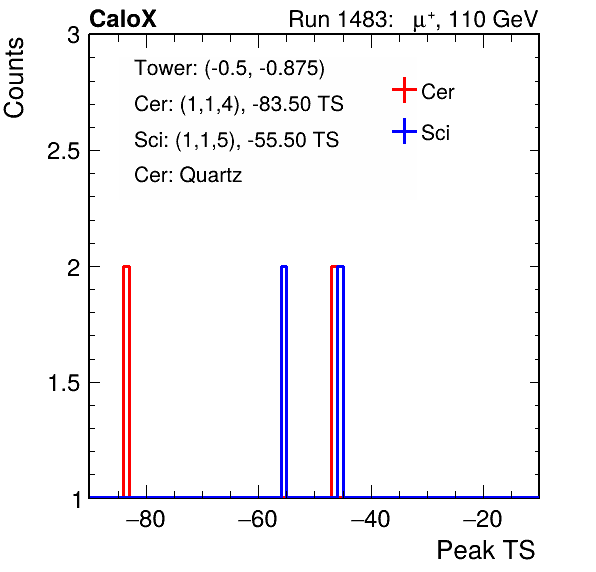 CaloX Run 1483: μ⁺, 110 GeV
Counts
3
2.5
2
1.5
1
Tower: (-0.5, -0.875)
Cer: (1,1,4), -83.50 TS
Sci: (1,1,5), -55.50 TS
Cer: Quartz
Cer
Sci
−80 −60 −40 −20
Peak TS